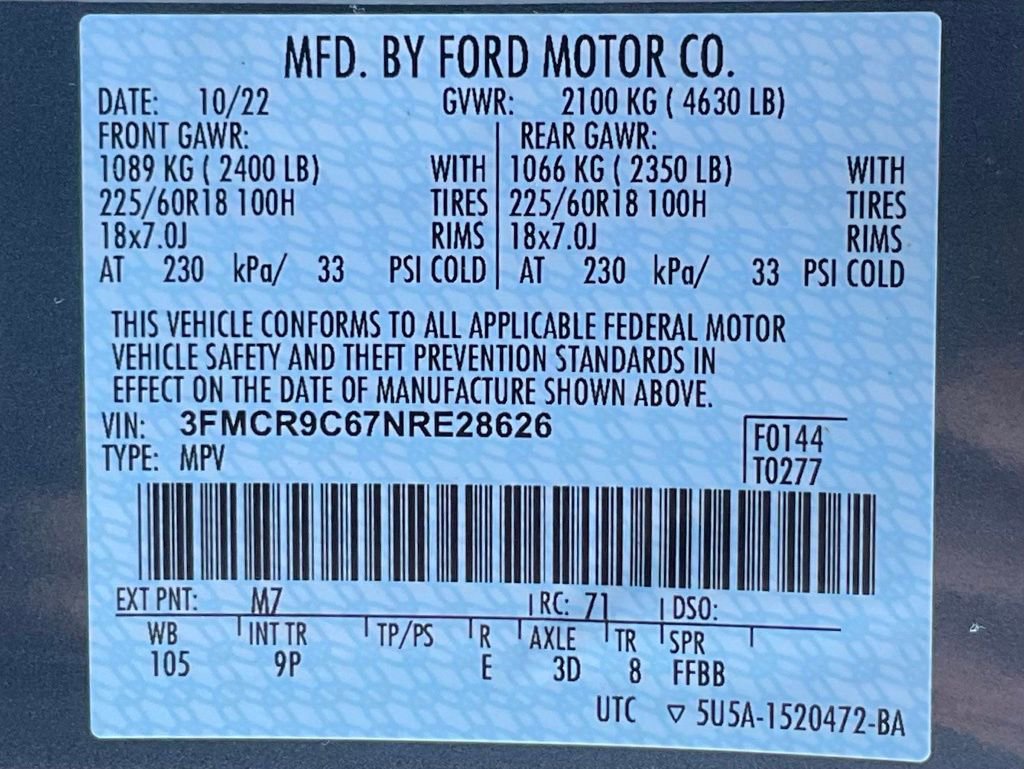 MFD. BY FORD MOTOR CO.
DATE: 10/22 GVWR: 2100 KG ( 4630 LB)
FRONT GAWR: REAR GAWR:
1089 KG ( 2400 LB) WITH 1066 KG ( 2350 LB) WITH
225/60R18 100H TIRES 225/60R18 100H TIRES
18x7.0J RIMS 18x7.0J RIMS
AT 230 kPa/ 33 PSI COLD AT 230 kPa/ 33 PSI COLD
THIS VEHICLE CONFORMS TO ALL APPLICABLE FEDERAL MOTOR
VEHICLE SAFETY AND THEFT PREVENTION STANDARDS IN
EFFECT ON THE DATE OF MANUFACTURE SHOWN ABOVE.
VIN: 3FMCR9C67NRE28626
F0144
TYPE: MPV
T0277
EXT PNT: M7 RC: 71 DSO:
WB INT TR TP/PS R AXLE TR SPR
105 9P E 3D 8 FFBB
UTC ▽ 5U5A-1520472-BA